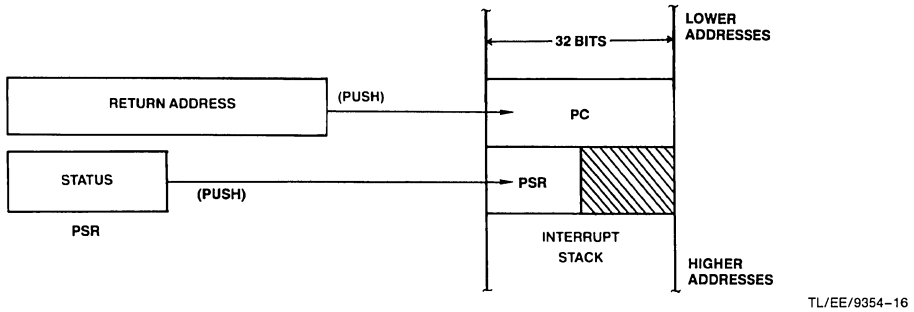 LOWER
ADDRESSES
32 BITS
RETURN ADDRESS
(PUSH)
PC
STATUS
(PUSH)
PSR
PSR
INTERRUPT
STACK
HIGHER
ADDRESSES
TL/EE/9354-16